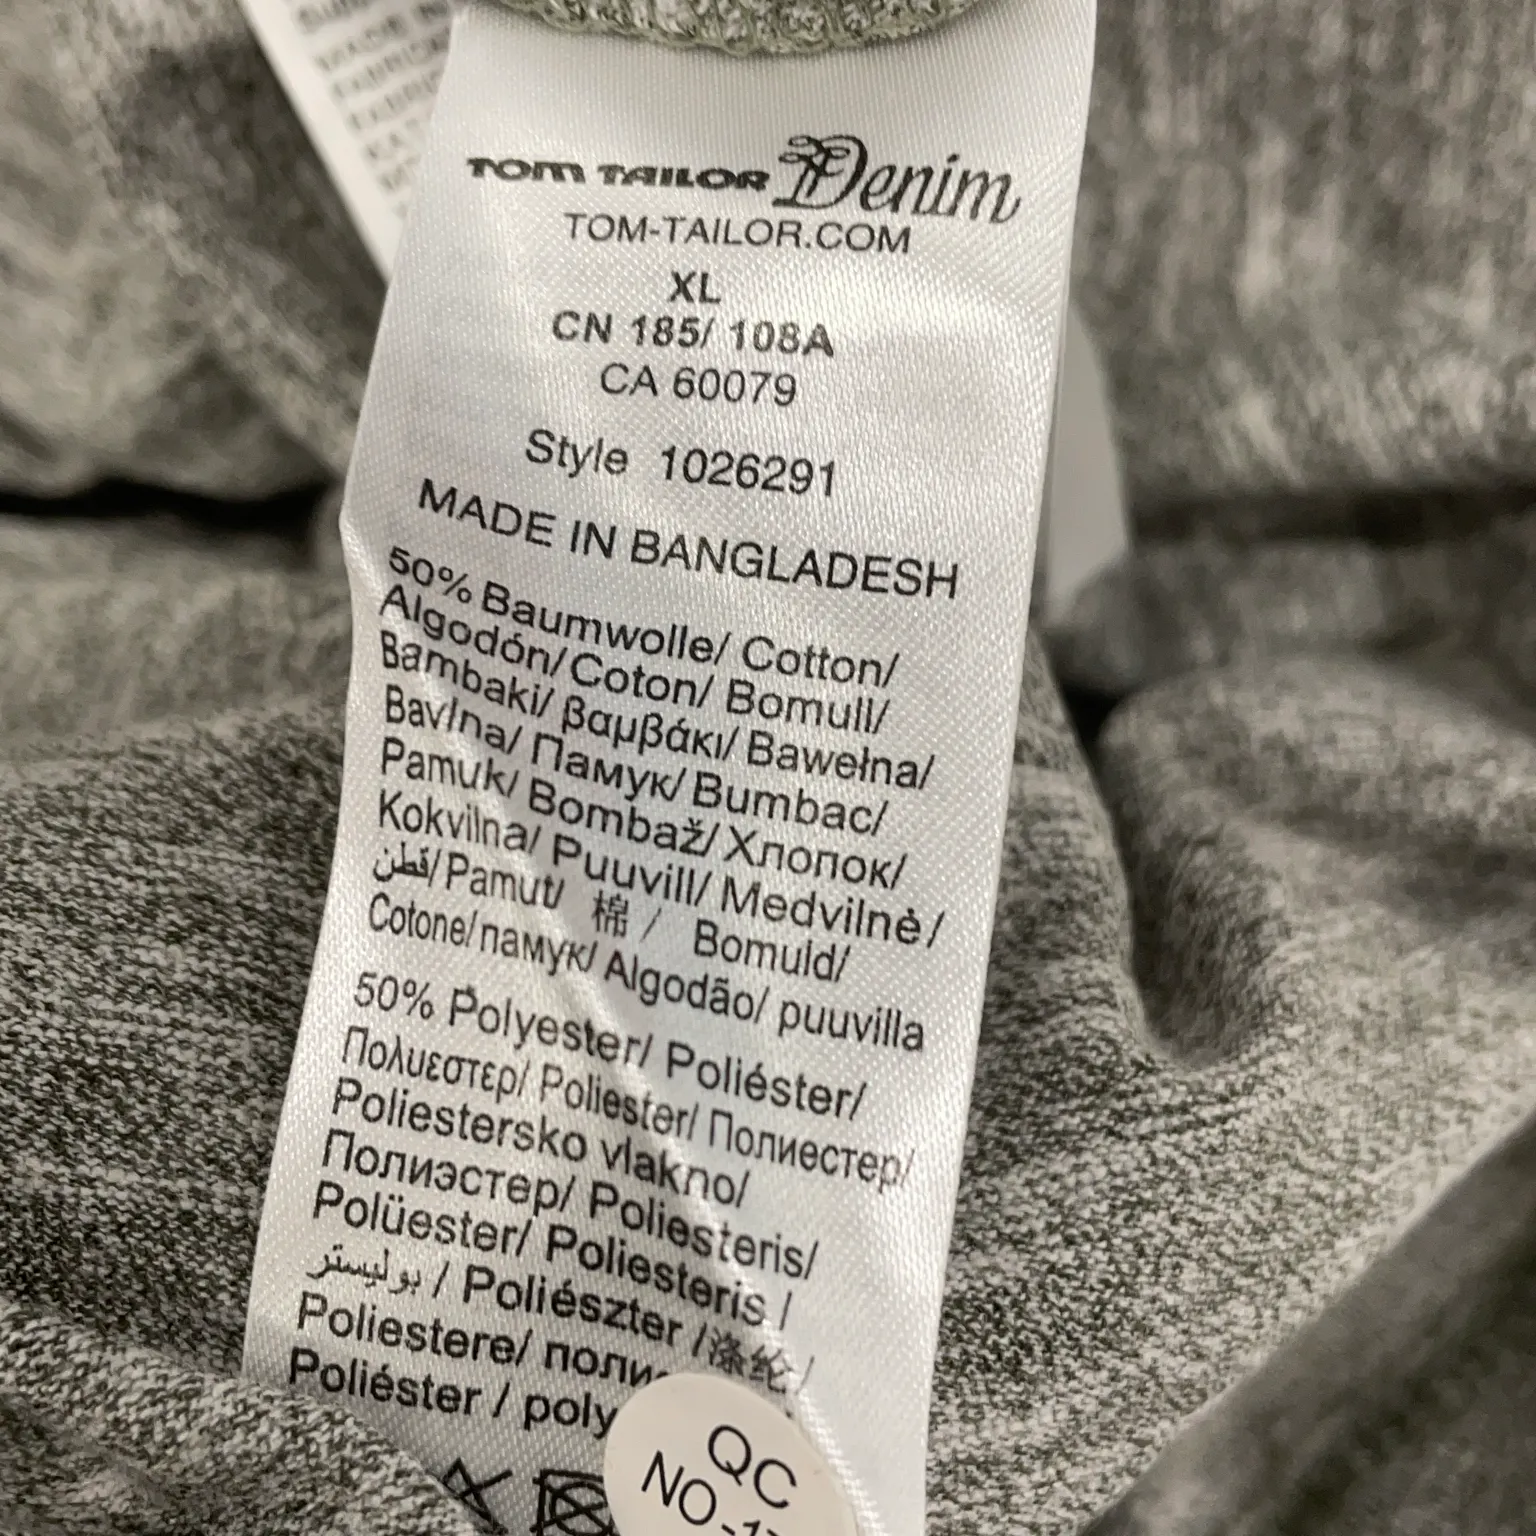 TOM TAILOR Denim
TOM-TAILOR.COM
XL
CN 185/ 108A
CA 60079
Style 1026291
MADE IN BANGLADESH
50% Baumwolle/ Cotton/
Algodón/ Coton/ Bomull/
Bambaki/ βαμβάκι/ Bawełna/
Bavlna/ Памук/ Bumbac/
Pamuk/ Bombaž/ Хлопок/
Kokvilna/ Puuvill/ Medvilnė/
قطن/ Pamut/ 棉 / Bomuld/
Cotone/ памук/ Algodão/ puuvilla
50% Polyester/ Poliéster/
Πολυεστερ/ Poliester/ Полиестер/
Poliestersko vlakno/
Полиэстер/ Poliesteris/
Polüester/ Poliesteris /
بوليستر / Poliészter /涤纶/
Poliestere/
Poliéster /
QC
NO